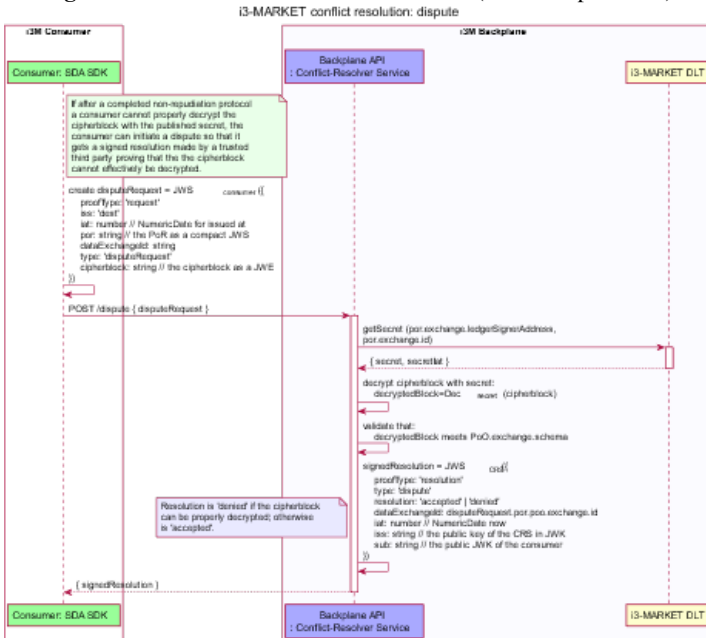 i3-MARKET conflict resolution: dispute
i3M Consumer
i3M Backplane
Consumer: SDA SDK
Backplane API
: Conflict-Resolver Service
i3-MARKET DLT
If after a completed non-repudiation protocol
a consumer cannot properly decrypt the
cipherblock with the published secret, the
consumer can initiate a dispute so that it
gets a signed resolution made by a trusted
third party proving that the the cipherblock
cannot effectively be decrypted.
create disputeRequest = JWS consumer ({
proofType: 'request'
iss: 'dest'
iat: number // NumericDate for issued at
por: string // the PoR as a compact JWS
dataExchangeId: string
type: 'disputeRequest'
cipherblock: string // the cipherblock as a JWE
})
POST /dispute { disputeRequest }
getSecret (por.exchange.ledgerSignerAddress,
por.exchange.id)
{ secret, secretIat }
decrypt cipherblock with secret:
decryptedBlock=Dec secret (cipherblock)
validate that:
decryptedBlock meets PoO.exchange.schema
signedResolution = JWS CRS({
proofType: 'resolution'
type: 'dispute'
resolution: 'accepted' | 'denied'
dataExchangeId: disputeRequest.por.poo.exchange.id
iat: number // NumericDate now
iss: string // the public key of the CRS in JWK
sub: string // the public JWK of the consumer
})
Resolution is 'denied' if the cipherblock
can be properly decrypted; otherwise
is 'accepted'.
{ signedResolution }
Consumer: SDA SDK
Backplane API
: Conflict-Resolver Service
i3-MARKET DLT